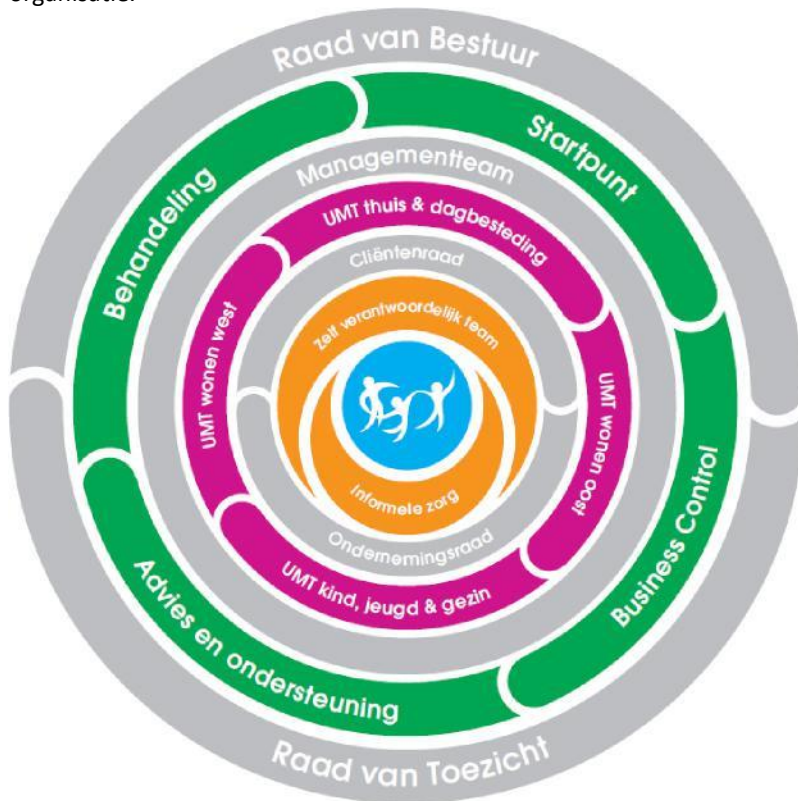 organisatie.
Raad van Bestuur
Startpunt
Behandeling
Managementteam
UMT thuis & dagbesteding
Cliëntenraad
Zelf verantwoordelijk team
UMT wonen west
UMT wonen oost
Informele zorg
Ondernemingsraad
UMT kind, jeugd & gezin
Business Control
Advies en ondersteuning
Raad van Toezicht